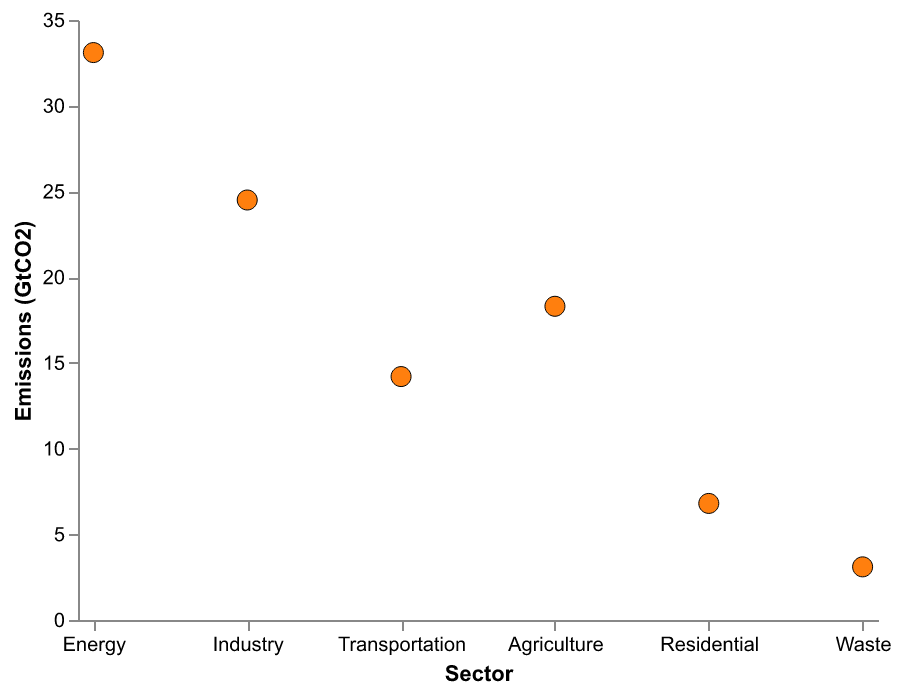 35
30
25
20
15
10
5
0
Emissions (GtCO2)
Energy Industry Transportation Agriculture Residential Waste
Sector